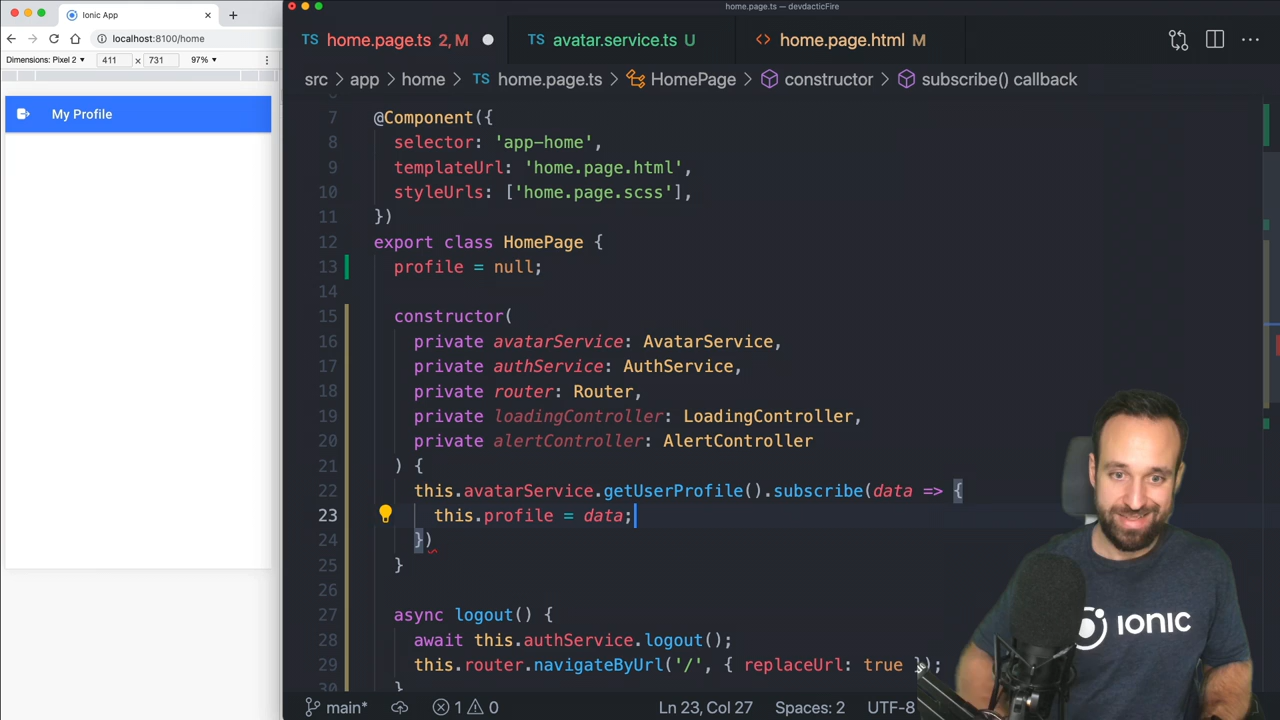 Ionic App
localhost:8100/home
Dimensions: Pixel 2
411 × 731 97%
My Profile
home.page.ts — devdacticFire
TS home.page.ts 2, M
TS avatar.service.ts U
<> home.page.html M
src > app > home > TS home.page.ts > HomePage > constructor > subscribe() callback
7 @Component({
8 selector: 'app-home',
9 templateUrl: 'home.page.html',
10 styleUrls: ['home.page.scss'],
11 })
12 export class HomePage {
13 profile = null;
14
15 constructor(
16 private avatarService: AvatarService,
17 private authService: AuthService,
18 private router: Router,
19 private loadingController: LoadingController,
20 private alertController: AlertController
21 ) {
22 this.avatarService.getUserProfile().subscribe(data => {
23 this.profile = data;
24 })
25 }
26
27 async logout() {
28 await this.authService.logout();
29 this.router.navigateByUrl('/', { replaceUrl: true });
30 }
IONIC
main* 1 0 Ln 23, Col 27 Spaces: 2 UTF-8